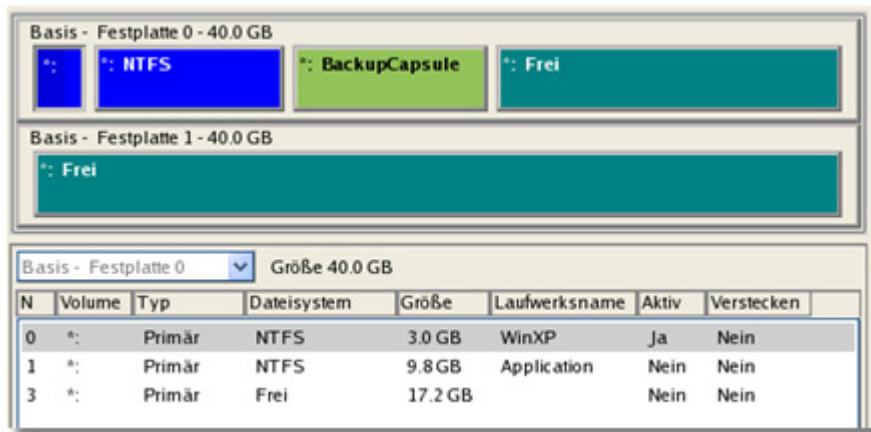 Basis - Festplatte 0 - 40.0 GB
*: *: NTFS *: BackupCapsule *: Frei
Basis - Festplatte 1 - 40.0 GB
*: Frei
Basis - Festplatte 0 Größe 40.0 GB
N Volume Typ Dateisystem Größe Laufwerksname Aktiv Verstecken
0 *: Primär NTFS 3.0 GB WinXP Ja Nein
1 *: Primär NTFS 9.8 GB Application Nein Nein
3 *: Primär Frei 17.2 GB Nein Nein